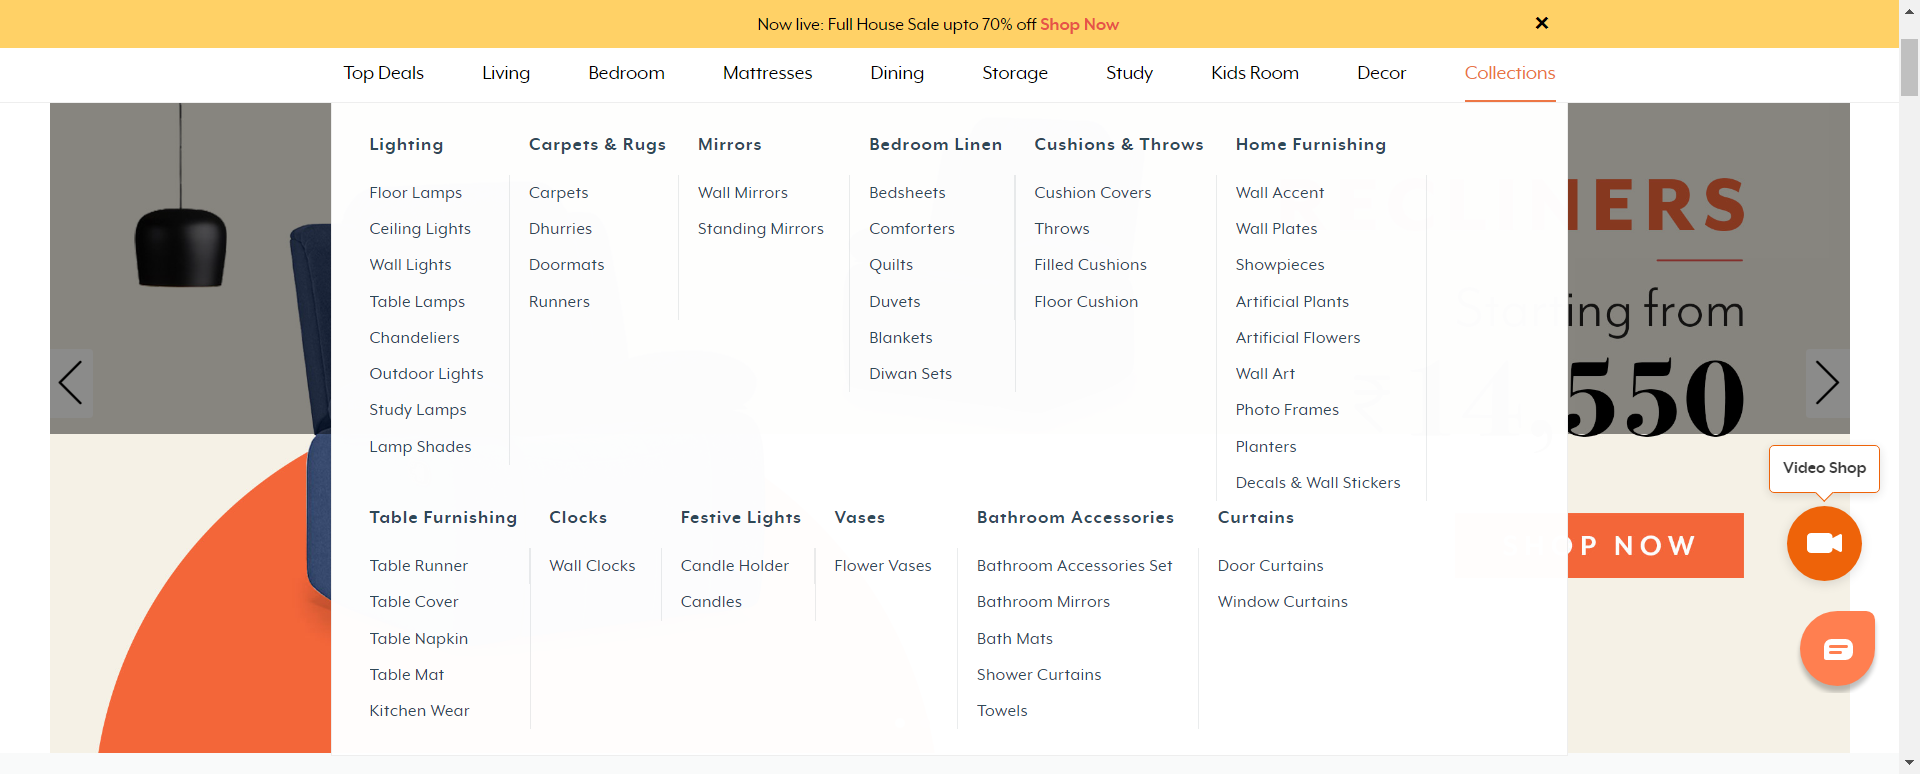 Now live: Full House Sale upto 70% off Shop Now
Top Deals
Living
Bedroom
Mattresses
Dining
Storage
Study
Kids Room
Decor
Collections
Lighting
Floor Lamps
Ceiling Lights
Wall Lights
Table Lamps
Chandeliers
Outdoor Lights
Study Lamps
Lamp Shades
Carpets & Rugs
Carpets
Dhurries
Doormats
Runners
Mirrors
Wall Mirrors
Standing Mirrors
Bedroom Linen
Bedsheets
Comforters
Quilts
Duvets
Blankets
Diwan Sets
Cushions & Throws
Cushion Covers
Throws
Filled Cushions
Floor Cushion
Home Furnishing
Wall Accent
Wall Plates
Showpieces
Artificial Plants
Artificial Flowers
Wall Art
Photo Frames
Planters
Decals & Wall Stickers
Table Furnishing
Table Runner
Table Cover
Table Napkin
Table Mat
Kitchen Wear
Clocks
Wall Clocks
Festive Lights
Candle Holder
Candles
Vases
Flower Vases
Bathroom Accessories
Bathroom Accessories Set
Bathroom Mirrors
Bath Mats
Shower Curtains
Towels
Curtains
Door Curtains
Window Curtains
ECLINERS
Starting from
₹14,550
SHOP NOW
Video Shop